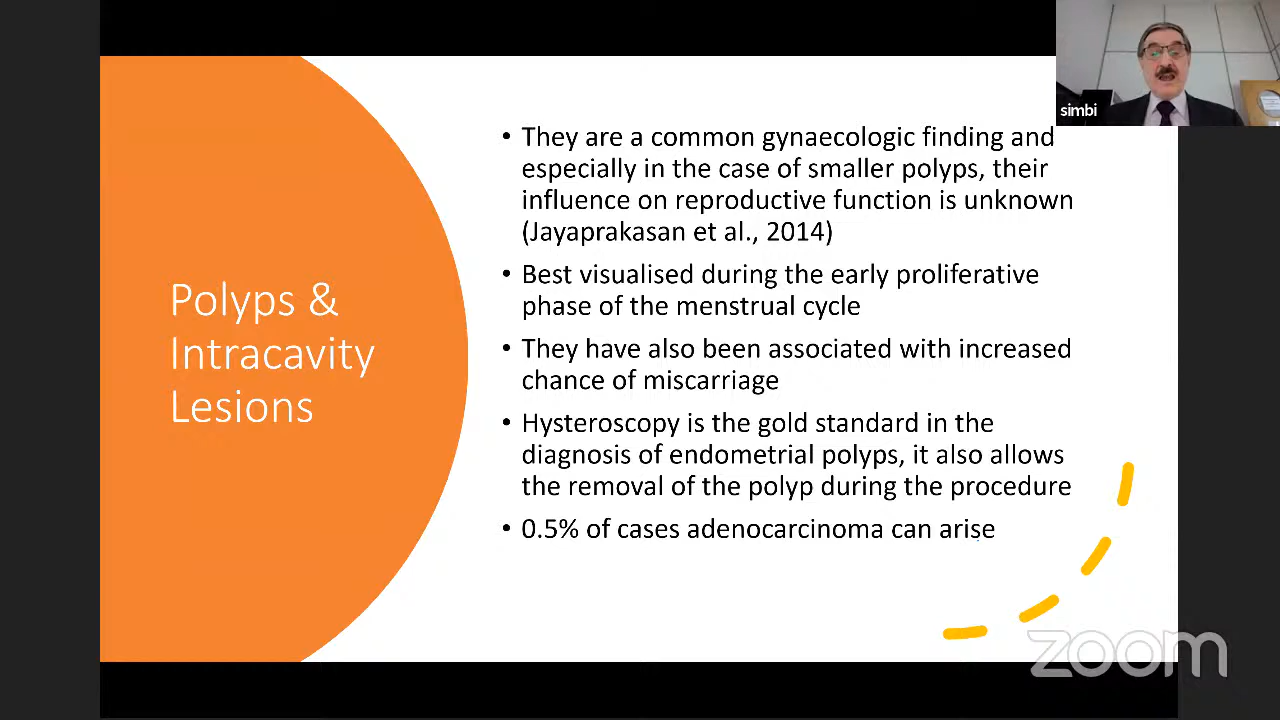 simbi
Polyps &
Intracavity
Lesions
• They are a common gynaecologic finding and
especially in the case of smaller polyps, their
influence on reproductive function is unknown
(Jayaprakasan et al., 2014)
• Best visualised during the early proliferative
phase of the menstrual cycle
• They have also been associated with increased
chance of miscarriage
• Hysteroscopy is the gold standard in the
diagnosis of endometrial polyps, it also allows
the removal of the polyp during the procedure
• 0.5% of cases adenocarcinoma can arise
zoom